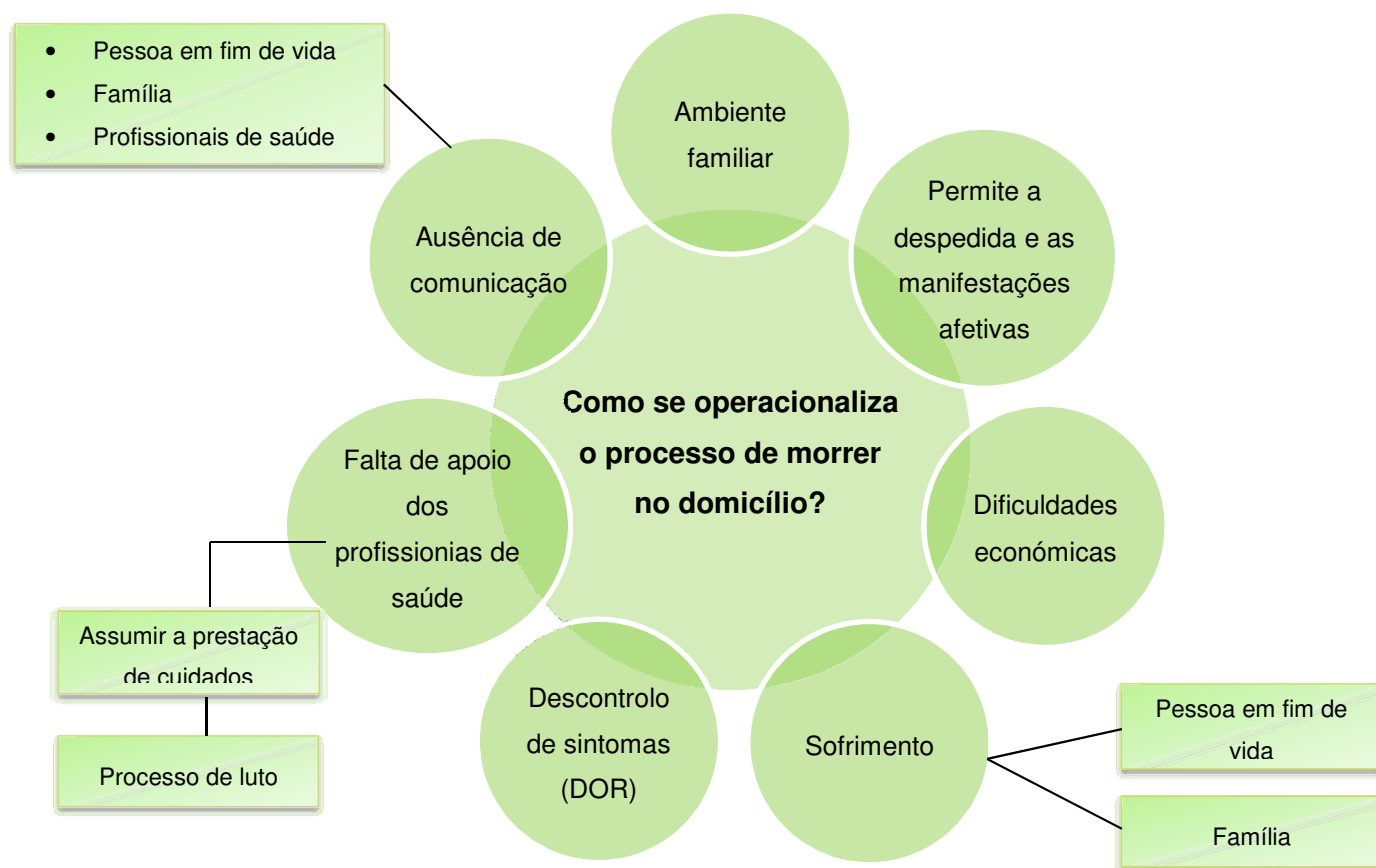 • Pessoa em fim de vida
• Família
• Profissionais de saúde
Ambiente
familiar
Permite a
despedida e as
manifestações
afetivas
Ausência de
comunicação
Como se operacionaliza
o processo de morrer
no domicílio?
Falta de apoio
dos
profissionias de
saúde
Dificuldades
económicas
Assumir a prestação
de cuidados
Processo de luto
Descontrolo
de sintomas
(DOR)
Sofrimento
Pessoa em fim de
vida
Família